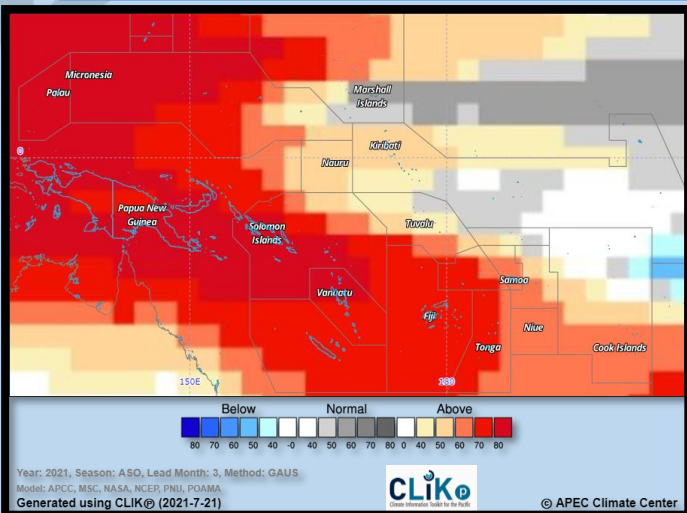 Micronesia
Palau
Marshall
Islands
0
Kiribati
Nauru
Papua New
Guinea
Solomon
Islands
Tuvalu
Samoa
Vanuatu
Fiji
Niue
Tonga
Cook Islands
150E
180
Below Normal Above
80 70 60 50 40 -0 40 50 60 70 80 0 40 50 60 70 80
Year: 2021, Season: ASO, Lead Month: 3, Method: GAUS
Model: APCC, MSC, NASA, NCEP, PNU, POAMA
Generated using CLIK℗ (2021-7-21)
CLiK℗
Climate Information Toolkit for the Pacific
© APEC Climate Center